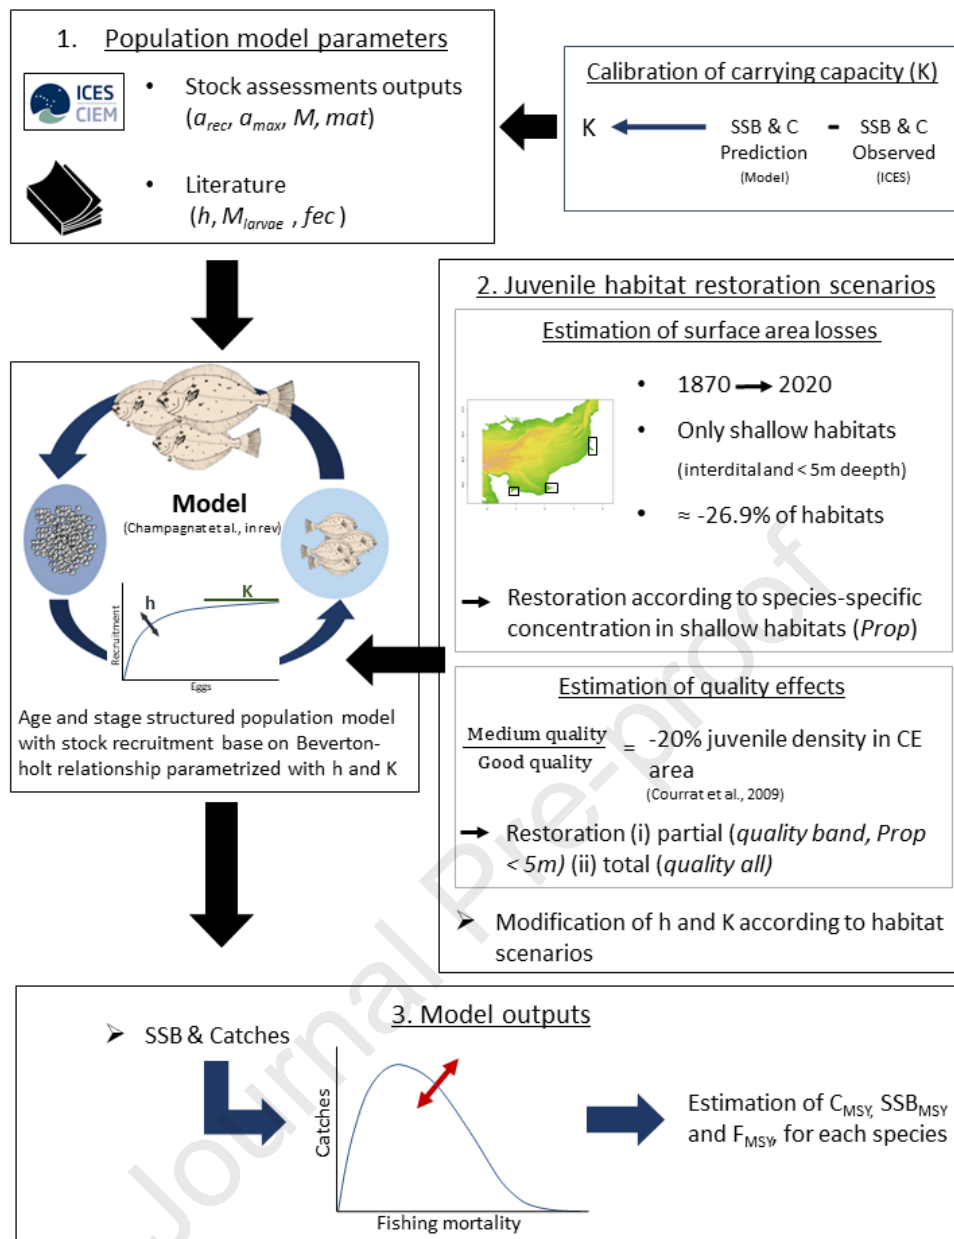 1. Population model parameters
ICES
CIEM
• Stock assessments outputs
(a_rec, a_max, M, mat)
• Literature
(h, M_larvae , fec )
Calibration of carrying capacity (K)
K
SSB & C
Prediction
(Model)
-
SSB & C
Observed
(ICES)
2. Juvenile habitat restoration scenarios
Estimation of surface area losses
• 1870 → 2020
• Only shallow habitats
(interdital and < 5m deepth)
• ≈ -26.9% of habitats
→ Restoration according to species-specific
concentration in shallow habitats (Prop)
Estimation of quality effects
Medium quality
Good quality
= -20% juvenile density in CE
area
(Courrat et al., 2009)
→ Restoration (i) partial (quality band, Prop
< 5m) (ii) total (quality all)
➢ Modification of h and K according to habitat
scenarios
Model
(Champagnat et al., in rev)
K
h
Recruitment
Eggs
Age and stage structured population model
with stock recruitment base on Beverton-
holt relationship parametrized with h and K
3. Model outputs
➢ SSB & Catches
Catches
Fishing mortality
Estimation of C_MSY, SSB_MSY
and F_MSY, for each species
Journal Pre-proof